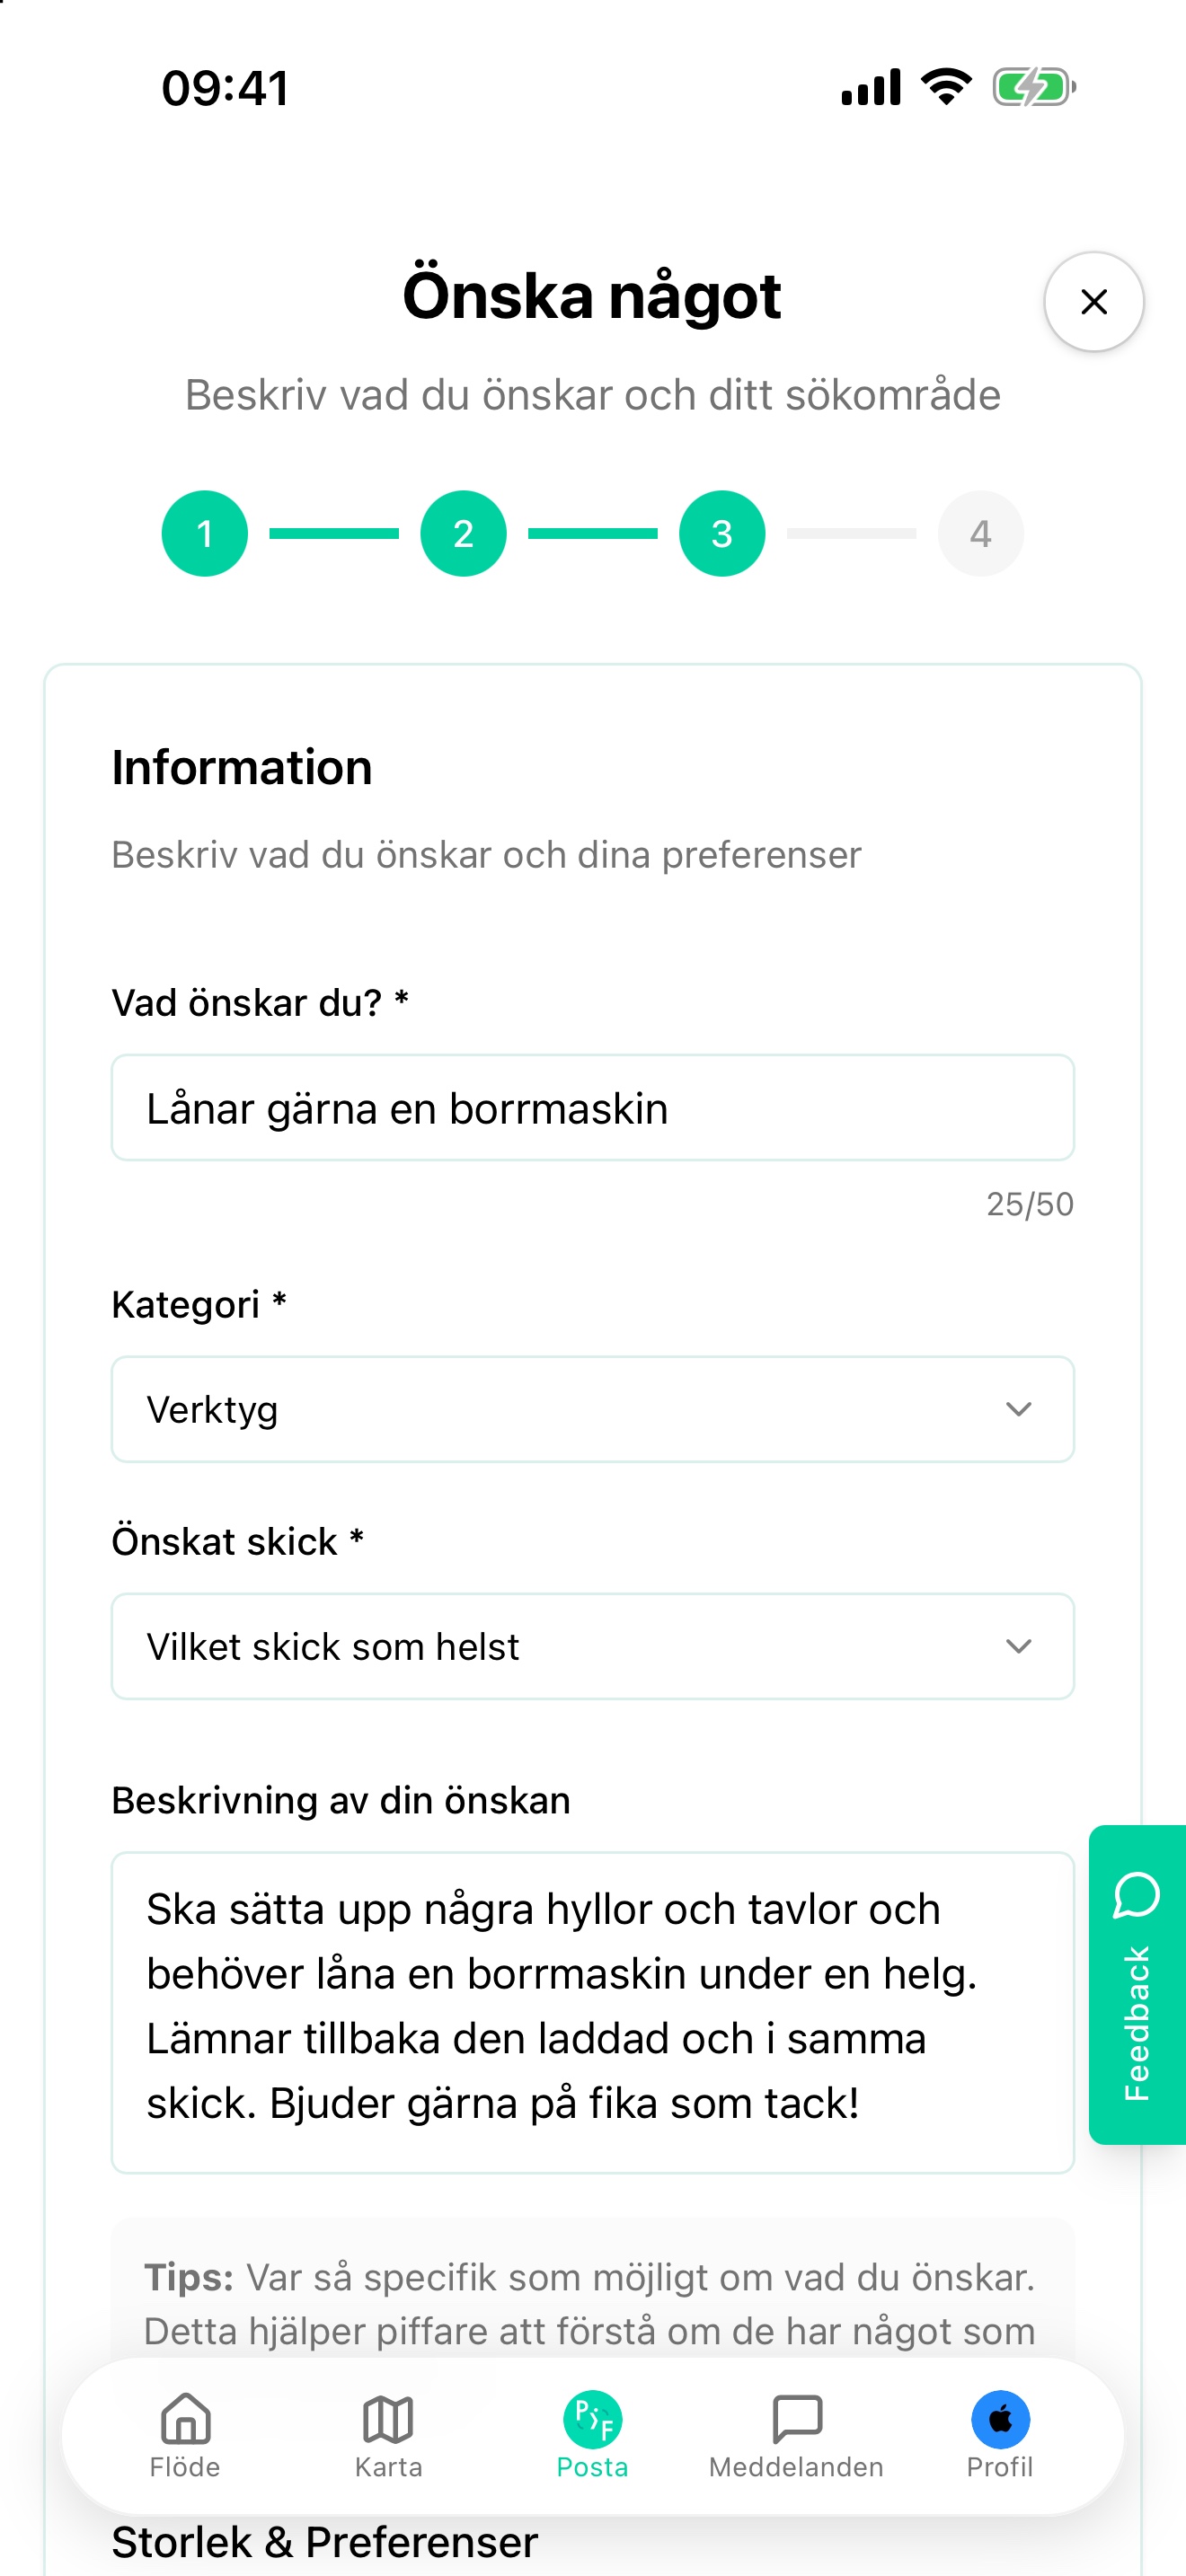 09:41
Önska något
Beskriv vad du önskar och ditt sökområde
1 2 3 4
Information
Beskriv vad du önskar och dina preferenser
Vad önskar du? *
Lånar gärna en borrmaskin
25/50
Kategori *
Verktyg
Önskat skick *
Vilket skick som helst
Beskrivning av din önskan
Ska sätta upp några hyllor och tavlor och
behöver låna en borrmaskin under en helg.
Lämnar tillbaka den laddad och i samma
skick. Bjuder gärna på fika som tack!
Feedback
Tips: Var så specifik som möjligt om vad du önskar.
Detta hjälper piffare att förstå om de har något som
PIF
Flöde Karta Posta Meddelanden Profil
Storlek & Preferenser